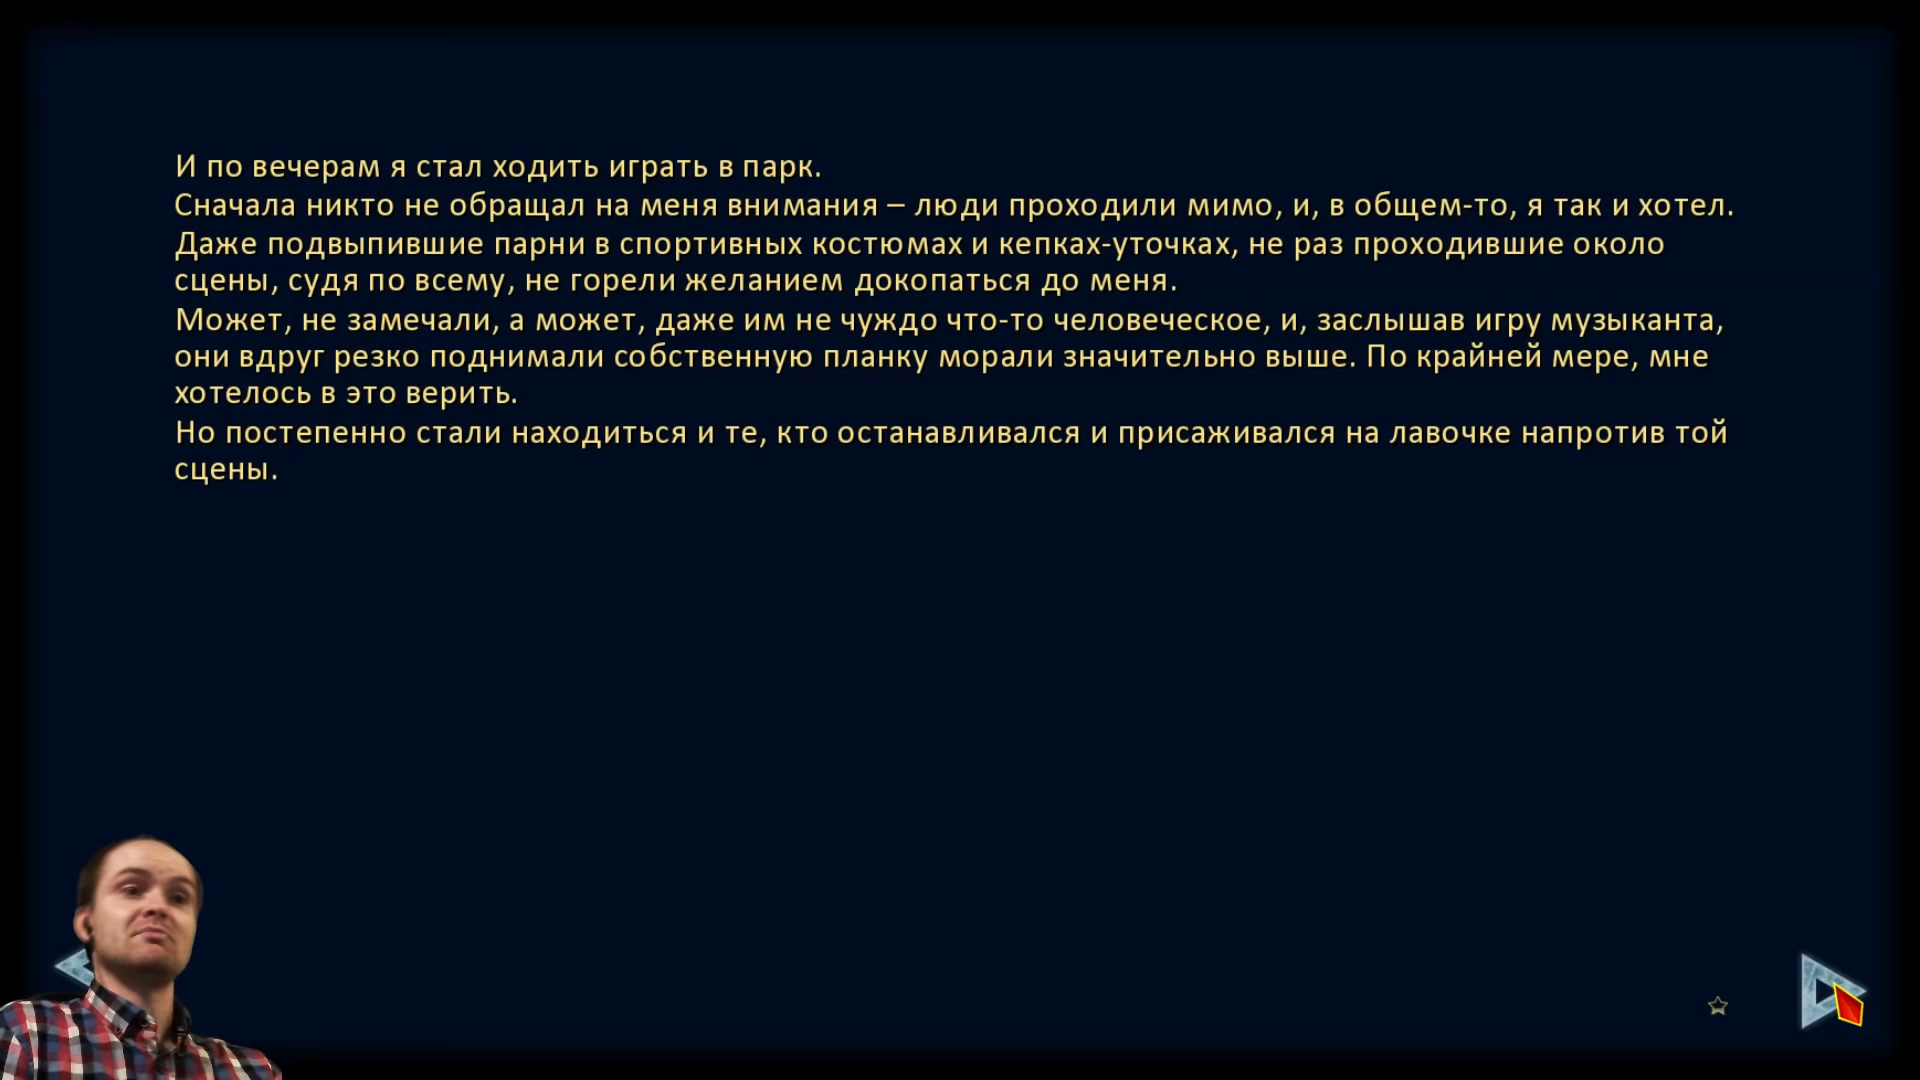 И по вечерам я стал ходить играть в парк.
Сначала никто не обращал на меня внимания – люди проходили мимо, и, в общем-то, я так и хотел.
Даже подвыпившие парни в спортивных костюмах и кепках-уточках, не раз проходившие около
сцены, судя по всему, не горели желанием докопаться до меня.
Может, не замечали, а может, даже им не чуждо что-то человеческое, и, заслышав игру музыканта,
они вдруг резко поднимали собственную планку морали значительно выше. По крайней мере, мне
хотелось в это верить.
Но постепенно стали находиться и те, кто останавливался и присаживался на лавочке напротив той
сцены.